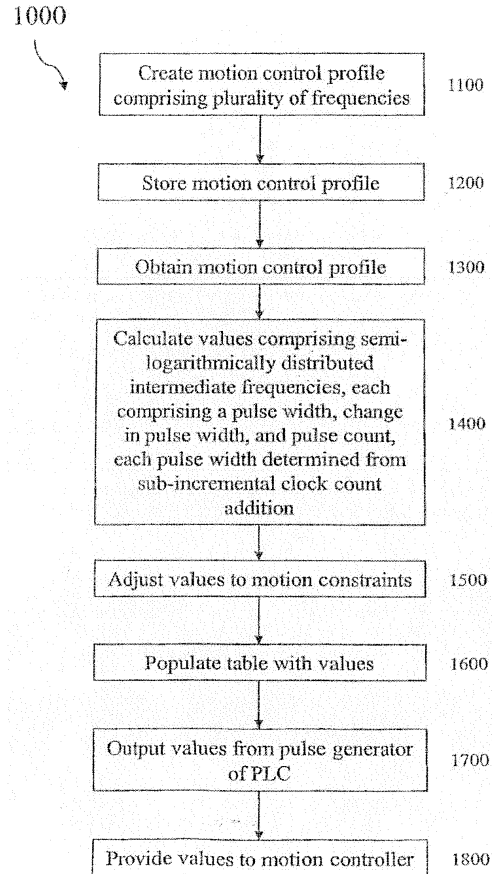 1000
Create motion control profile
comprising plurality of frequencies
1100
Store motion control profile
1200
Obtain motion control profile
1300
Calculate values comprising semi-
logarithmically distributed
intermediate frequencies, each
comprising a pulse width, change
in pulse width, and pulse count,
each pulse width determined from
sub-incremental clock count
addition
1400
Adjust values to motion constraints
1500
Populate table with values
1600
Output values from pulse generator
of PLC
1700
Provide values to motion controller
1800